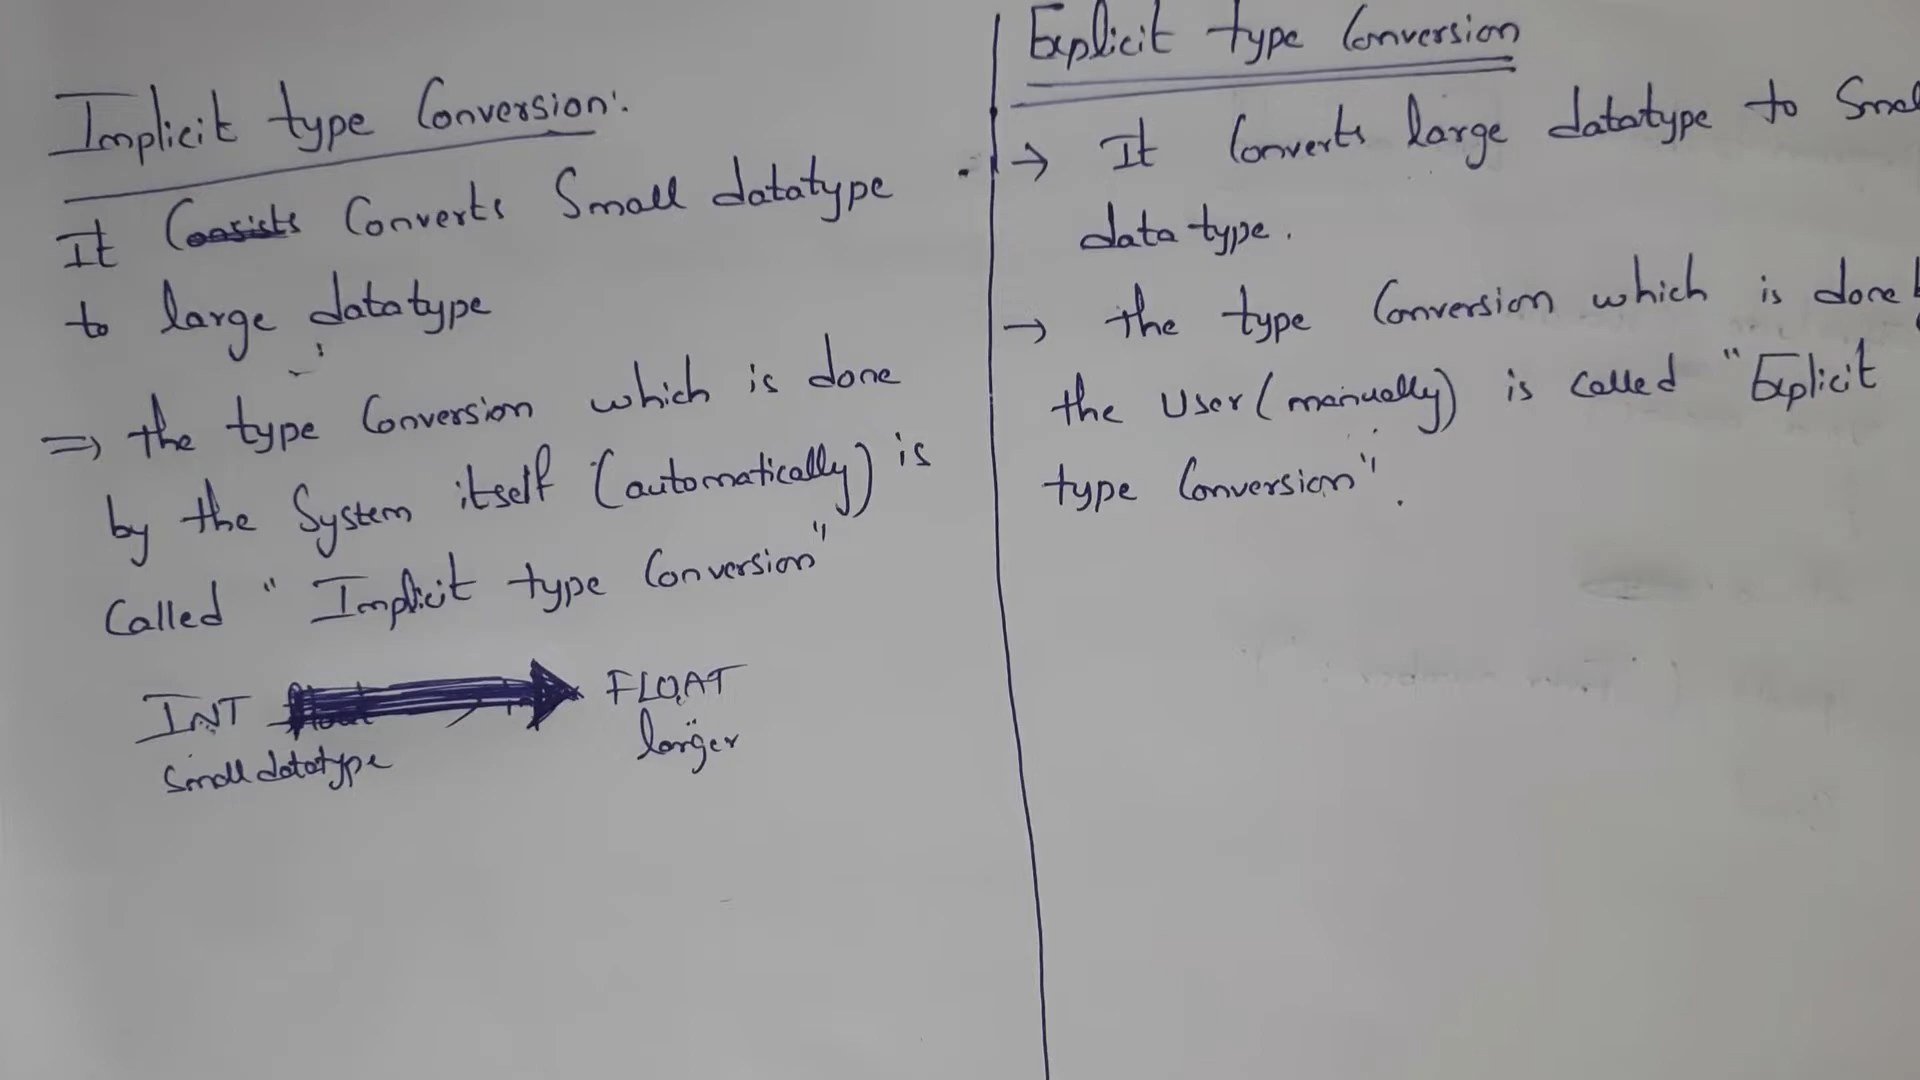 Implicit type Conversion:
It Converts Small datatype
to large datatype
=> the type Conversion which is done
by the System itself (automatically) is
Called "Implicit type Conversion"
INT → FLOAT
Small datatype larger
Explicit type Conversion
→ It Converts large datatype to
data type.
→ the type Conversion which is done
the User (manually) is called "Explicit
type Conversion".